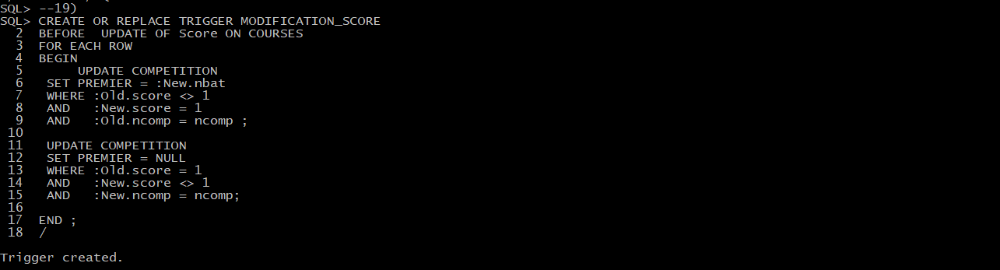 SQL> --19)
SQL> CREATE OR REPLACE TRIGGER MODIFICATION_SCORE
2 BEFORE  UPDATE OF Score ON COURSES
3 FOR EACH ROW
4 BEGIN
5      UPDATE COMPETITION
6  SET PREMIER = :New.nbat
7  WHERE :Old.score <> 1
8  AND   :New.score = 1
9  AND   :Old.ncomp = ncomp ;
10
11  UPDATE COMPETITION
12  SET PREMIER = NULL
13  WHERE :Old.score = 1
14  AND   :New.score <> 1
15  AND   :New.ncomp = ncomp;
16
17 END ;
18 /
Trigger created.